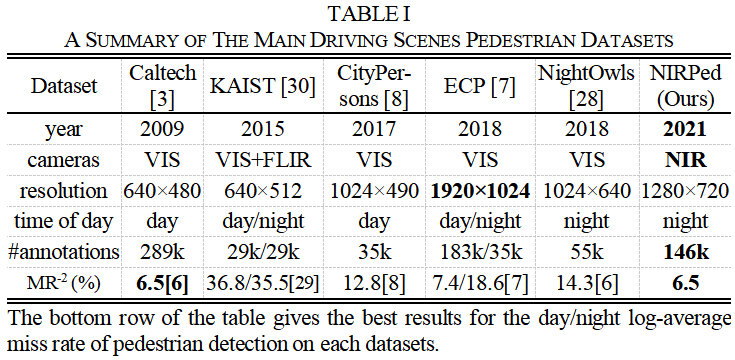 TABLE I
A SUMMARY OF THE MAIN DRIVING SCENES PEDESTRIAN DATASETS
Dataset Caltech [3] KAIST [30] CityPer-sons [8] ECP [7] NightOwls [28] NIRPed (Ours)
year 2009 2015 2017 2018 2018 2021
cameras VIS VIS+FLIR VIS VIS VIS NIR
resolution 640×480 640×512 1024×490 1920×1024 1024×640 1280×720
time of day day day/night day day/night night night
#annotations 289k 29k/29k 35k 183k/35k 55k 146k
MR-2 (%) 6.5[6] 36.8/35.5[29] 12.8[8] 7.4/18.6[7] 14.3[6] 6.5
The bottom row of the table gives the best results for the day/night log-average
miss rate of pedestrian detection on each datasets.